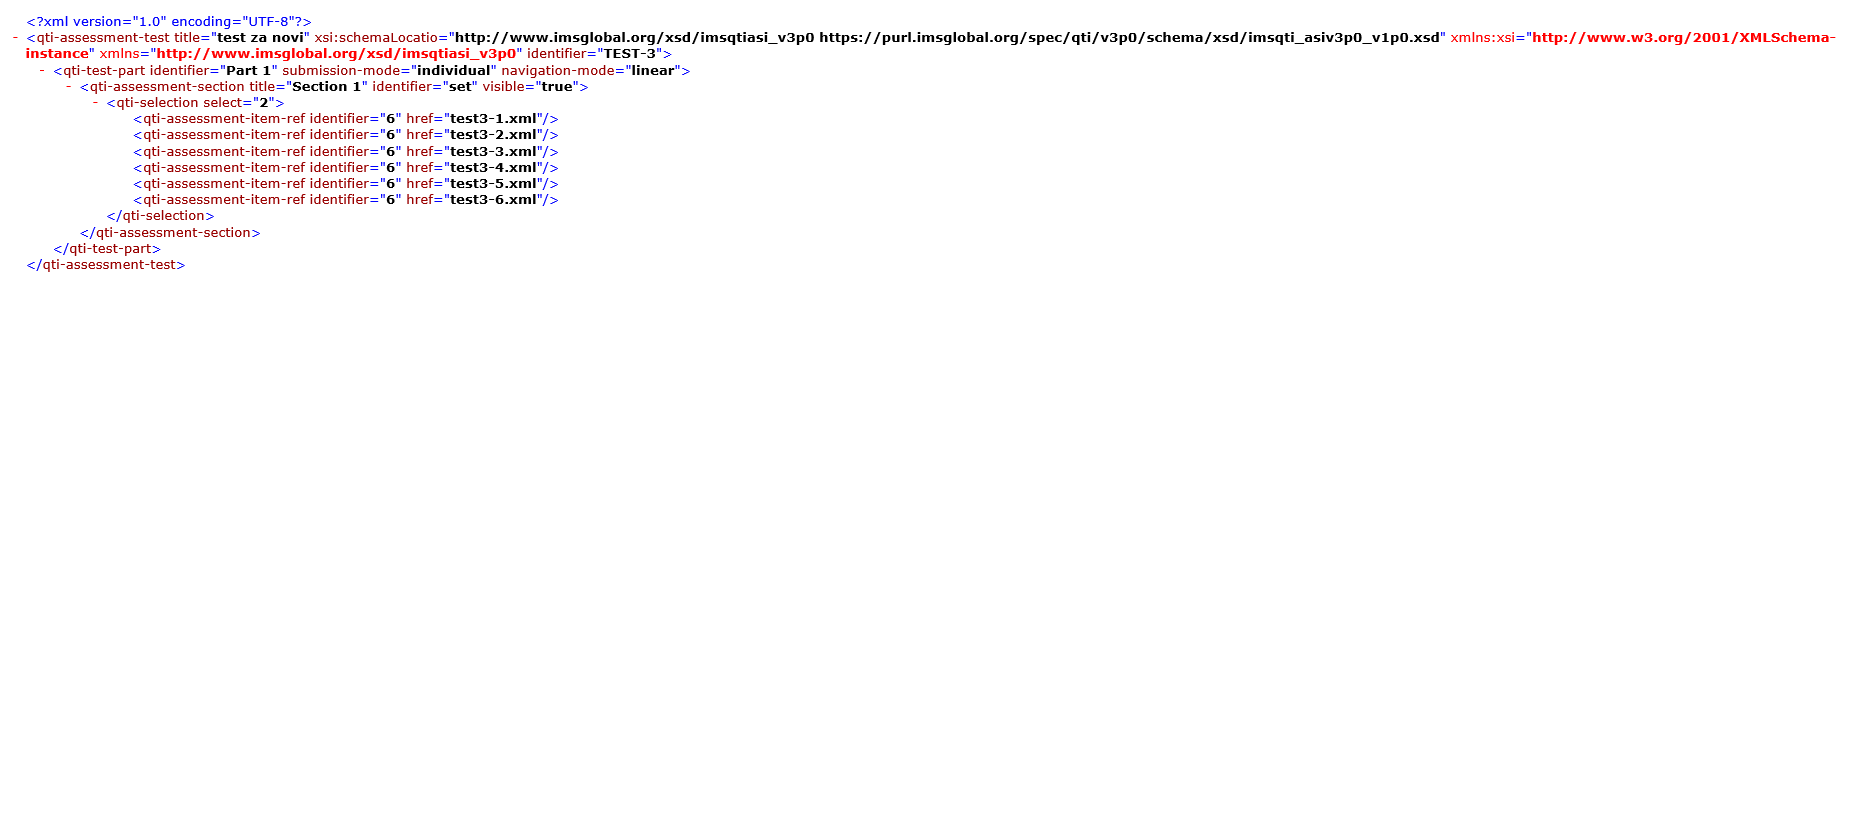 <?xml version="1.0" encoding="UTF-8"?>
- <qti-assessment-test title="test za novi" xsi:schemaLocatio="http://www.imsglobal.org/xsd/imsqtiasi_v3p0 https://purl.imsglobal.org/spec/qti/v3p0/schema/xsd/imsqti_asiv3p0_v1p0.xsd" xmlns:xsi="http://www.w3.org/2001/XMLSchema-
instance" xmlns="http://www.imsglobal.org/xsd/imsqtiasi_v3p0" identifier="TEST-3">
- <qti-test-part identifier="Part 1" submission-mode="individual" navigation-mode="linear">
- <qti-assessment-section title="Section 1" identifier="set" visible="true">
- <qti-selection select="2">
<qti-assessment-item-ref identifier="6" href="test3-1.xml"/>
<qti-assessment-item-ref identifier="6" href="test3-2.xml"/>
<qti-assessment-item-ref identifier="6" href="test3-3.xml"/>
<qti-assessment-item-ref identifier="6" href="test3-4.xml"/>
<qti-assessment-item-ref identifier="6" href="test3-5.xml"/>
<qti-assessment-item-ref identifier="6" href="test3-6.xml"/>
</qti-selection>
</qti-assessment-section>
</qti-test-part>
</qti-assessment-test>